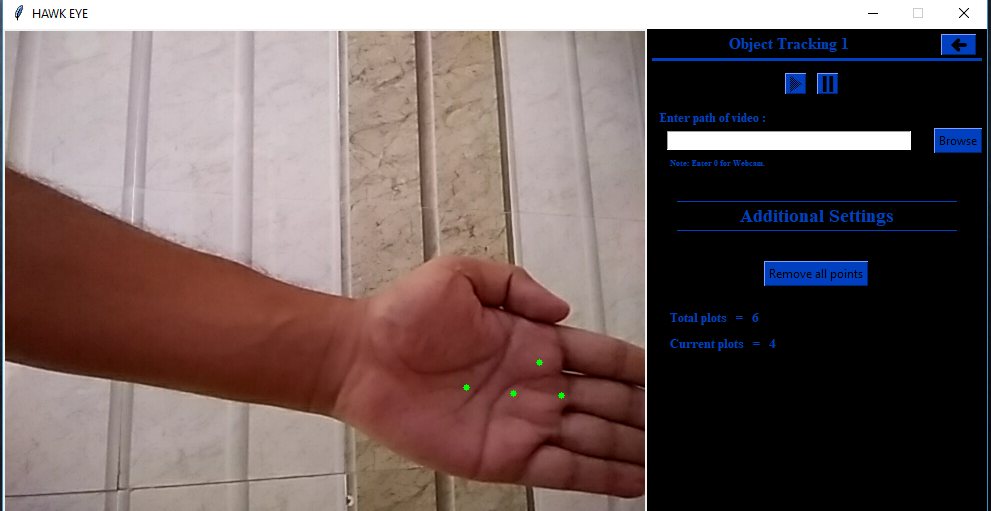 HAWK EYE
Object Tracking 1
Enter path of video :
Browse
Note: Enter 0 for Webcam.
Additional Settings
Remove all points
Total plots = 6
Current plots = 4